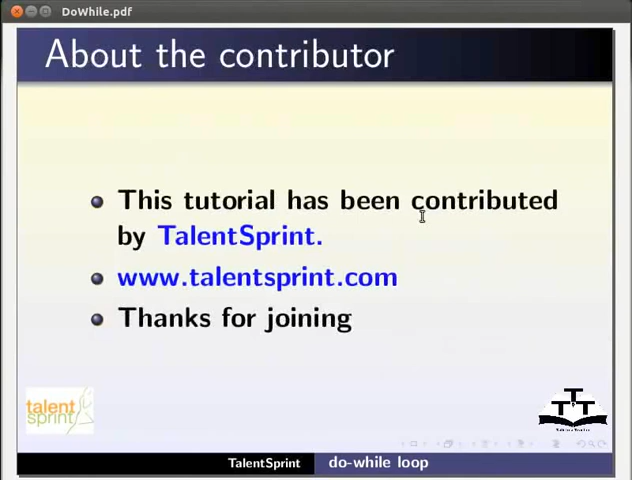 DoWhile.pdf
About the contributor
This tutorial has been contributed
by TalentSprint.
www.talentsprint.com
Thanks for joining
talent
sprint
TTT
TalentSprint do-while loop